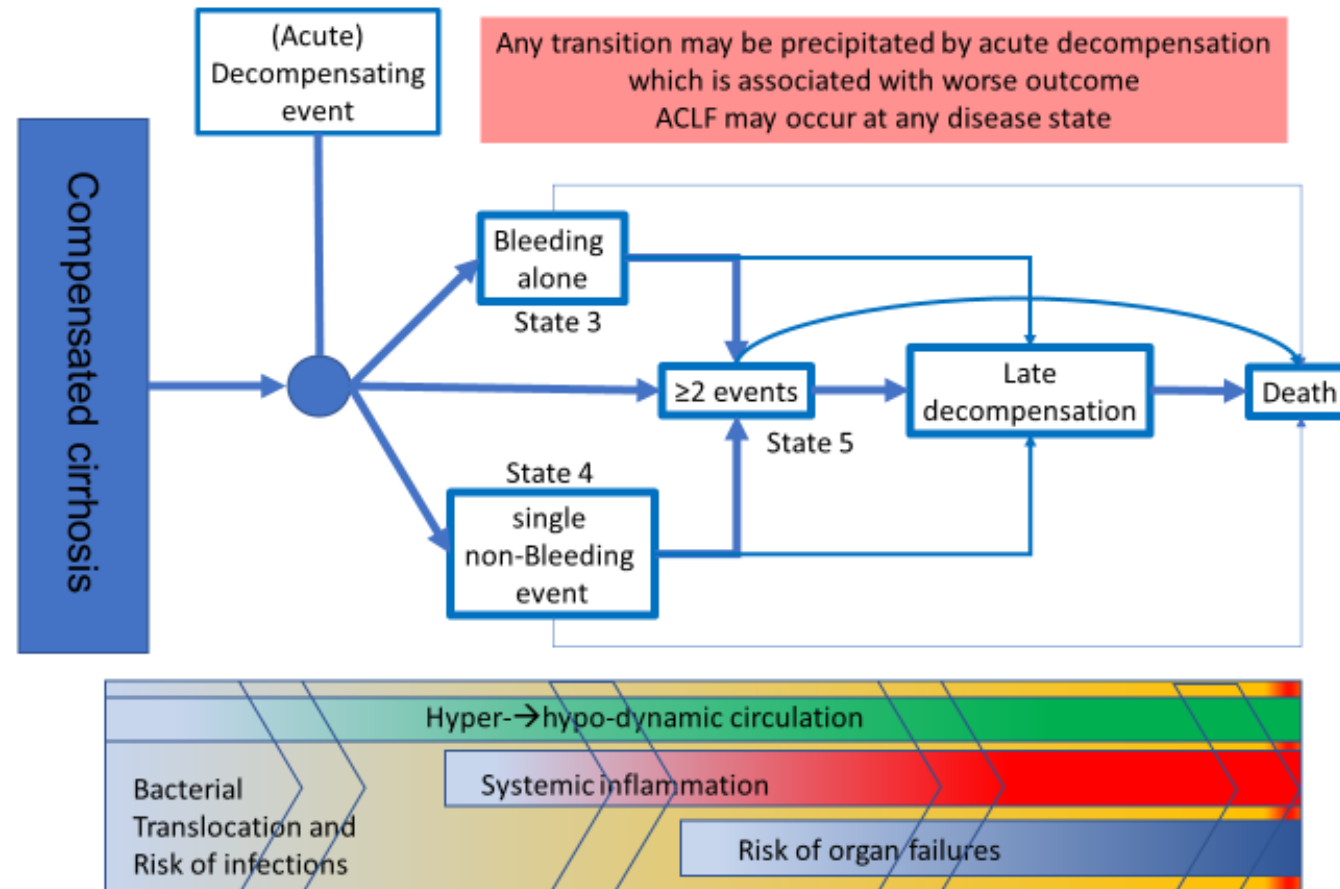 (Acute)
Decompensating
event
Any transition may be precipitated by acute decompensation
which is associated with worse outcome
ACLF may occur at any disease state
Compensated cirrhosis
Bleeding
alone
State 3
≥2 events
State 5
Late
decompensation
Death
State 4
single
non-Bleeding
event
Hyper-→hypo-dynamic circulation
Systemic inflammation
Bacterial
Translocation and
Risk of infections
Risk of organ failures